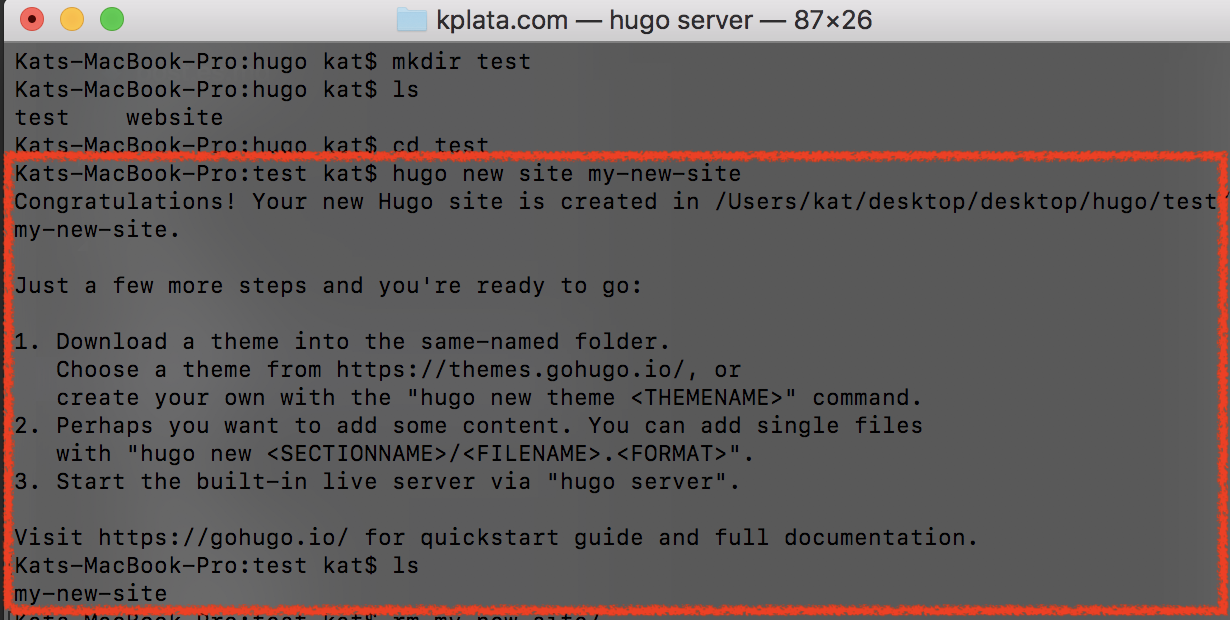 kplata.com — hugo server — 87×26
Kats-MacBook-Pro:hugo kat$ mkdir test
Kats-MacBook-Pro:hugo kat$ ls
test    website
Kats-MacBook-Pro:hugo kat$ cd test
Kats-MacBook-Pro:test kat$ hugo new site my-new-site
Congratulations! Your new Hugo site is created in /Users/kat/desktop/desktop/hugo/test/
my-new-site.
Just a few more steps and you're ready to go:
1. Download a theme into the same-named folder.
   Choose a theme from https://themes.gohugo.io/, or
   create your own with the "hugo new theme <THEMENAME>" command.
2. Perhaps you want to add some content. You can add single files
   with "hugo new <SECTIONNAME>/<FILENAME>.<FORMAT>".
3. Start the built-in live server via "hugo server".
Visit https://gohugo.io/ for quickstart guide and full documentation.
Kats-MacBook-Pro:test kat$ ls
my-new-site
Kats-MacBook-Pro:test kat$ rm my-new-site/